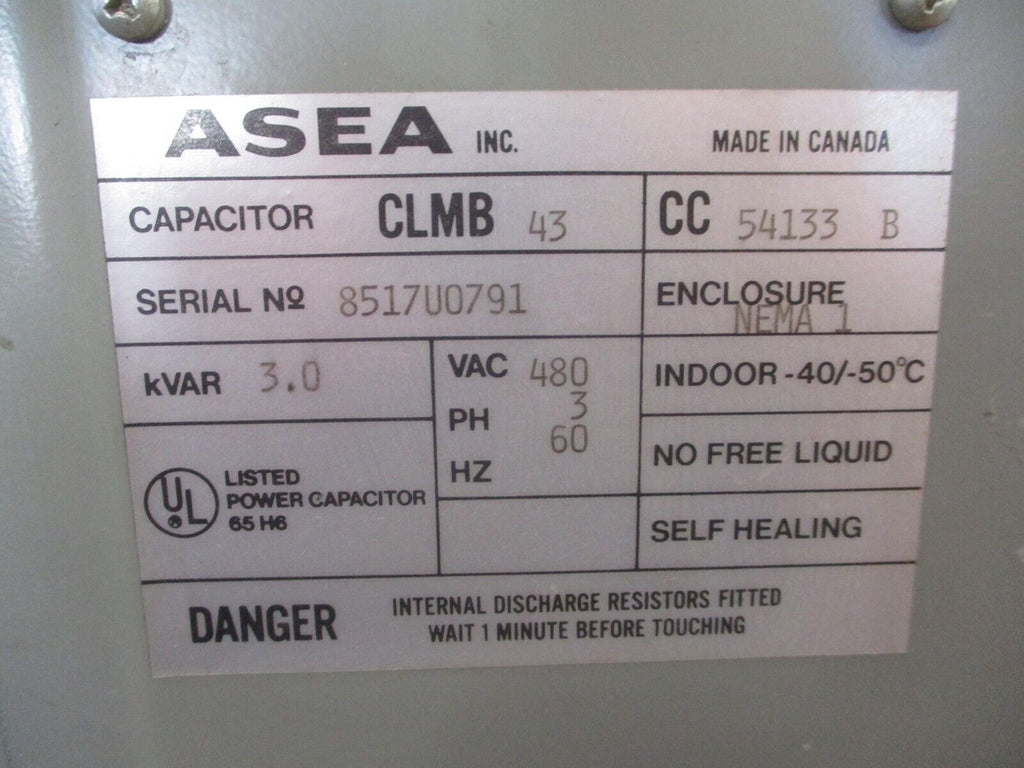 ASEA INC. MADE IN CANADA
CAPACITOR CLMB 43 CC 54133 B
SERIAL Nº 8517U0791 ENCLOSURE
NEMA 1
kVAR 3.0 VAC 480 INDOOR -40/-50°C
PH 3
HZ 60
NO FREE LIQUID
UL LISTED
POWER CAPACITOR
65 H6
SELF HEALING
DANGER INTERNAL DISCHARGE RESISTORS FITTED
WAIT 1 MINUTE BEFORE TOUCHING